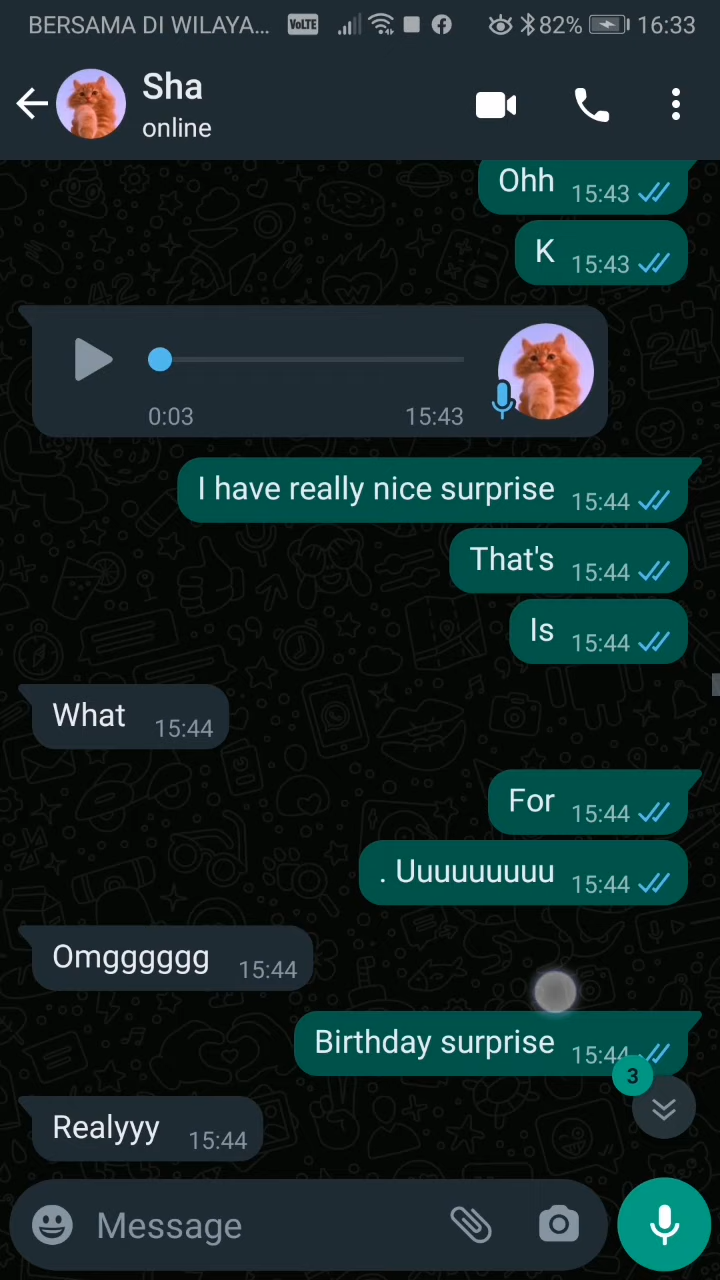 BERSAMA DI WILAYA... VoLTE 82% 16:33
Sha
online
Ohh 15:43
K 15:43
0:03 15:43
I have really nice surprise 15:44
That's 15:44
Is 15:44
What 15:44
For 15:44
. Uuuuuuuuu 15:44
Omgggggg 15:44
Birthday surprise 15:44
3
Realyyy 15:44
Message